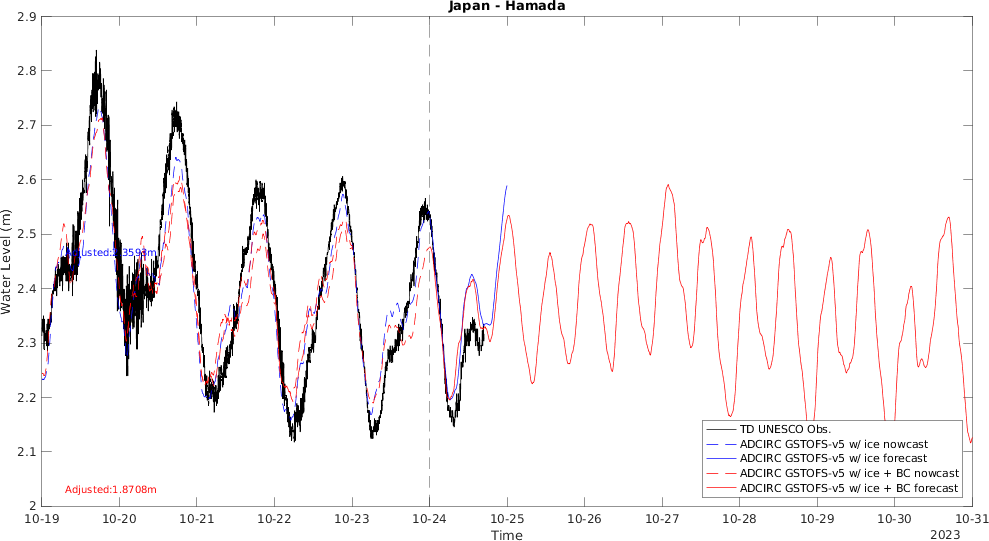 Japan - Hamada
2.9
2.8
2.7
2.6
2.5
2.4
2.3
2.2
2.1
2
Water Level (m)
Adjusted:1.8708m
TD UNESCO Obs.
ADCIRC GSTOFS-v5 w/ ice nowcast
ADCIRC GSTOFS-v5 w/ ice forecast
ADCIRC GSTOFS-v5 w/ ice + BC nowcast
ADCIRC GSTOFS-v5 w/ ice + BC forecast
10-19 10-20 10-21 10-22 10-23 10-24 10-25 10-26 10-27 10-28 10-29 10-30 10-31
Time
2023